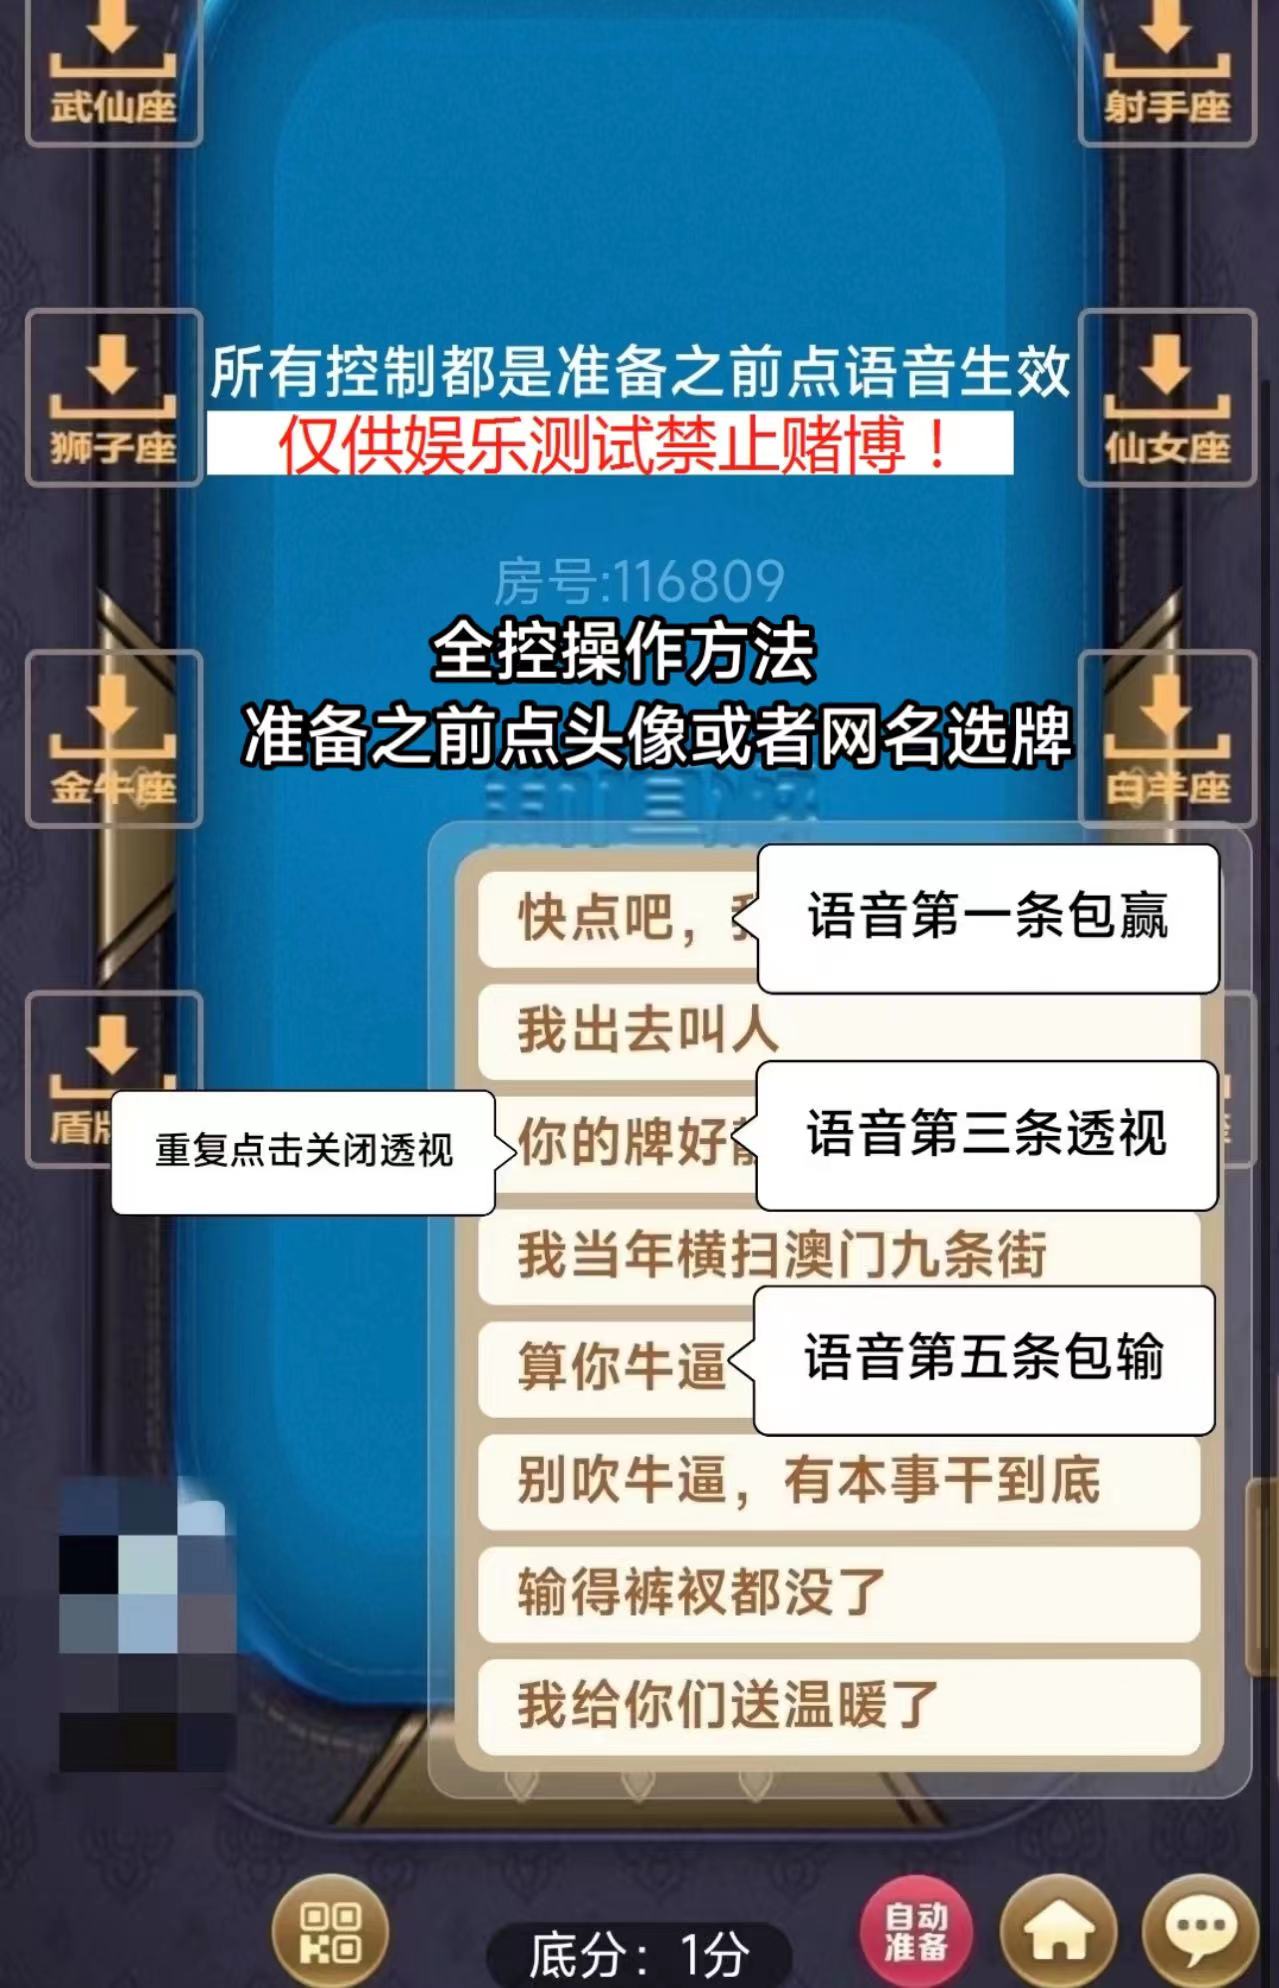 武仙座
射手座
所有控制都是准备之前点语音生效
仅供娱乐测试禁止赌博！
狮子座
仙女座
房号:116809
全控操作方法
准备之前点头像或者网名选牌
金牛座
白羊座
快点吧，
语音第一条包赢
我出去叫人
盾
重复点击关闭透视
你的牌好
语音第三条透视
我当年横扫澳门九条街
算你牛逼
语音第五条包输
别吹牛逼，有本事干到底
输得裤衩都没了
我给你们送温暖了
自动
准备
底分：1分